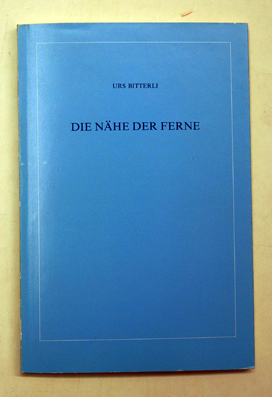 URS BITTERLI
DIE NÄHE DER FERNE